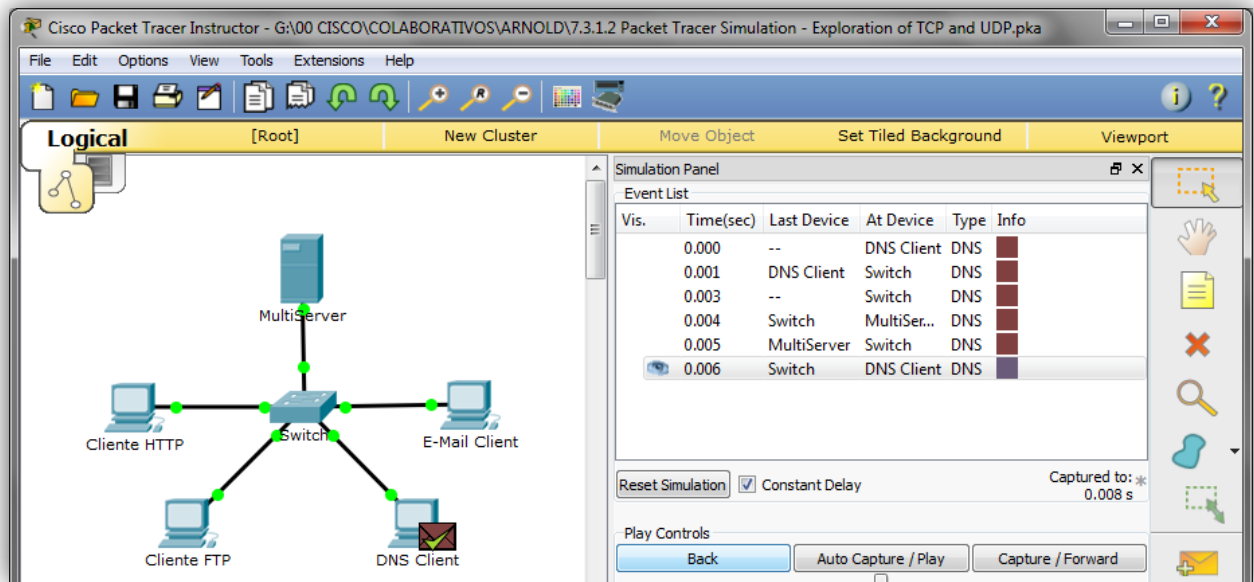 Cisco Packet Tracer Instructor - G:\00 CISCO\COLABORATIVOS\ARNOLD\7.3.1.2 Packet Tracer Simulation - Exploration of TCP and UDP.pka
File Edit Options View Tools Extensions Help
Logical [Root] New Cluster Move Object Set Tiled Background Viewport
Simulation Panel
Event List
Vis. Time(sec) Last Device At Device Type Info
0.000 -- DNS Client DNS
0.001 DNS Client Switch DNS
0.003 -- Switch DNS
0.004 Switch MultiSer... DNS
0.005 MultiServer Switch DNS
0.006 Switch DNS Client DNS
Reset Simulation Constant Delay Captured to: *
0.008 s
Play Controls
Back Auto Capture / Play Capture / Forward
MultiServer
Cliente HTTP
Switch
E-Mail Client
Cliente FTP
DNS Client